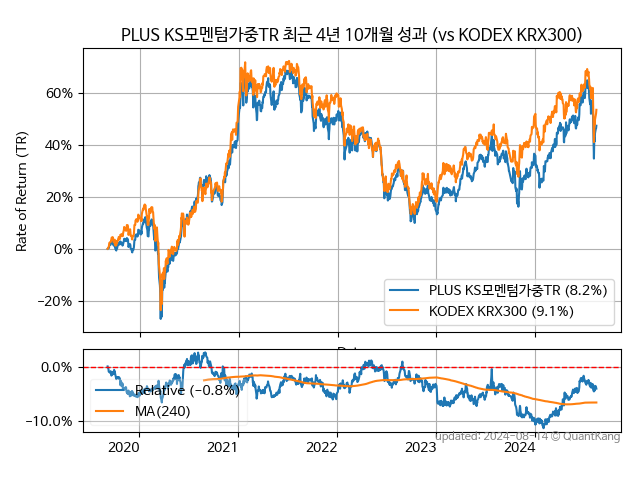 PLUS KS모멘텀가중TR 최근 4년 10개월 성과 (vs KODEX KRX300)
Rate of Return (TR)
60%
40%
20%
0%
−20%
PLUS KS모멘텀가중TR (8.2%)
KODEX KRX300 (9.1%)
0.0%
−10.0%
Relative (−0.8%)
MA(240)
2020
2021
2022
2023
2024
updated: 2024-08-14 © QuantKang